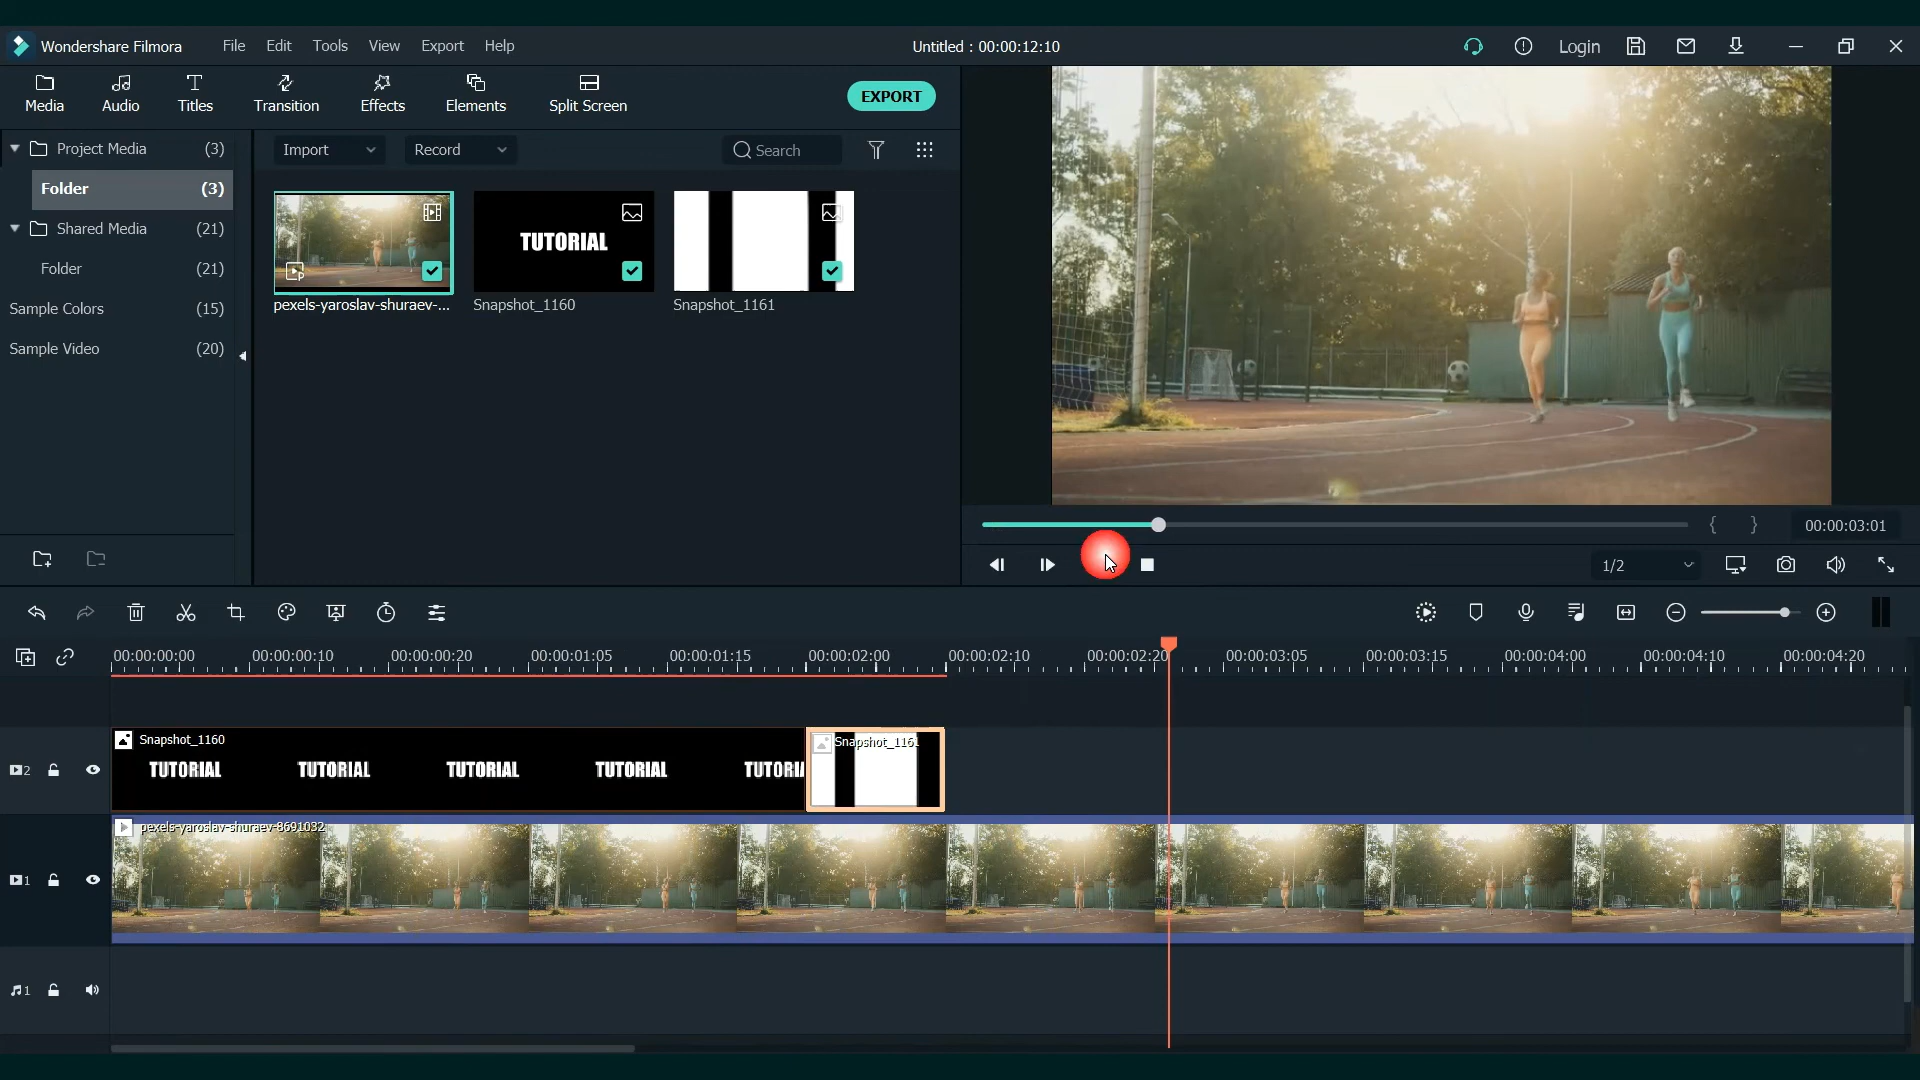 Wondershare Filmora File Edit Tools View Export Help Untitled : 00:00:12:10 Login
Media Audio Titles Transition Effects Elements Split Screen EXPORT
Project Media (3)
Folder (3)
Shared Media (21)
Folder (21)
Sample Colors (15)
Sample Video (20)
Import Record Search
TUTORIAL
pexels-yaroslav-shuraev-... Snapshot_1160 Snapshot_1161
{ } 00:00:03:01
1/2
00:00:00:00 00:00:00:10 00:00:00:20 00:00:01:05 00:00:01:15 00:00:02:00 00:00:02:10 00:00:02:20 00:00:03:05 00:00:03:15 00:00:04:00 00:00:04:10 00:00:04:20
Snapshot_1160 Snapshot_1161
2 TUTORIAL TUTORIAL TUTORIAL TUTORIAL TUTORIA
pexels-yaroslav-shuraev-8691032
1
1